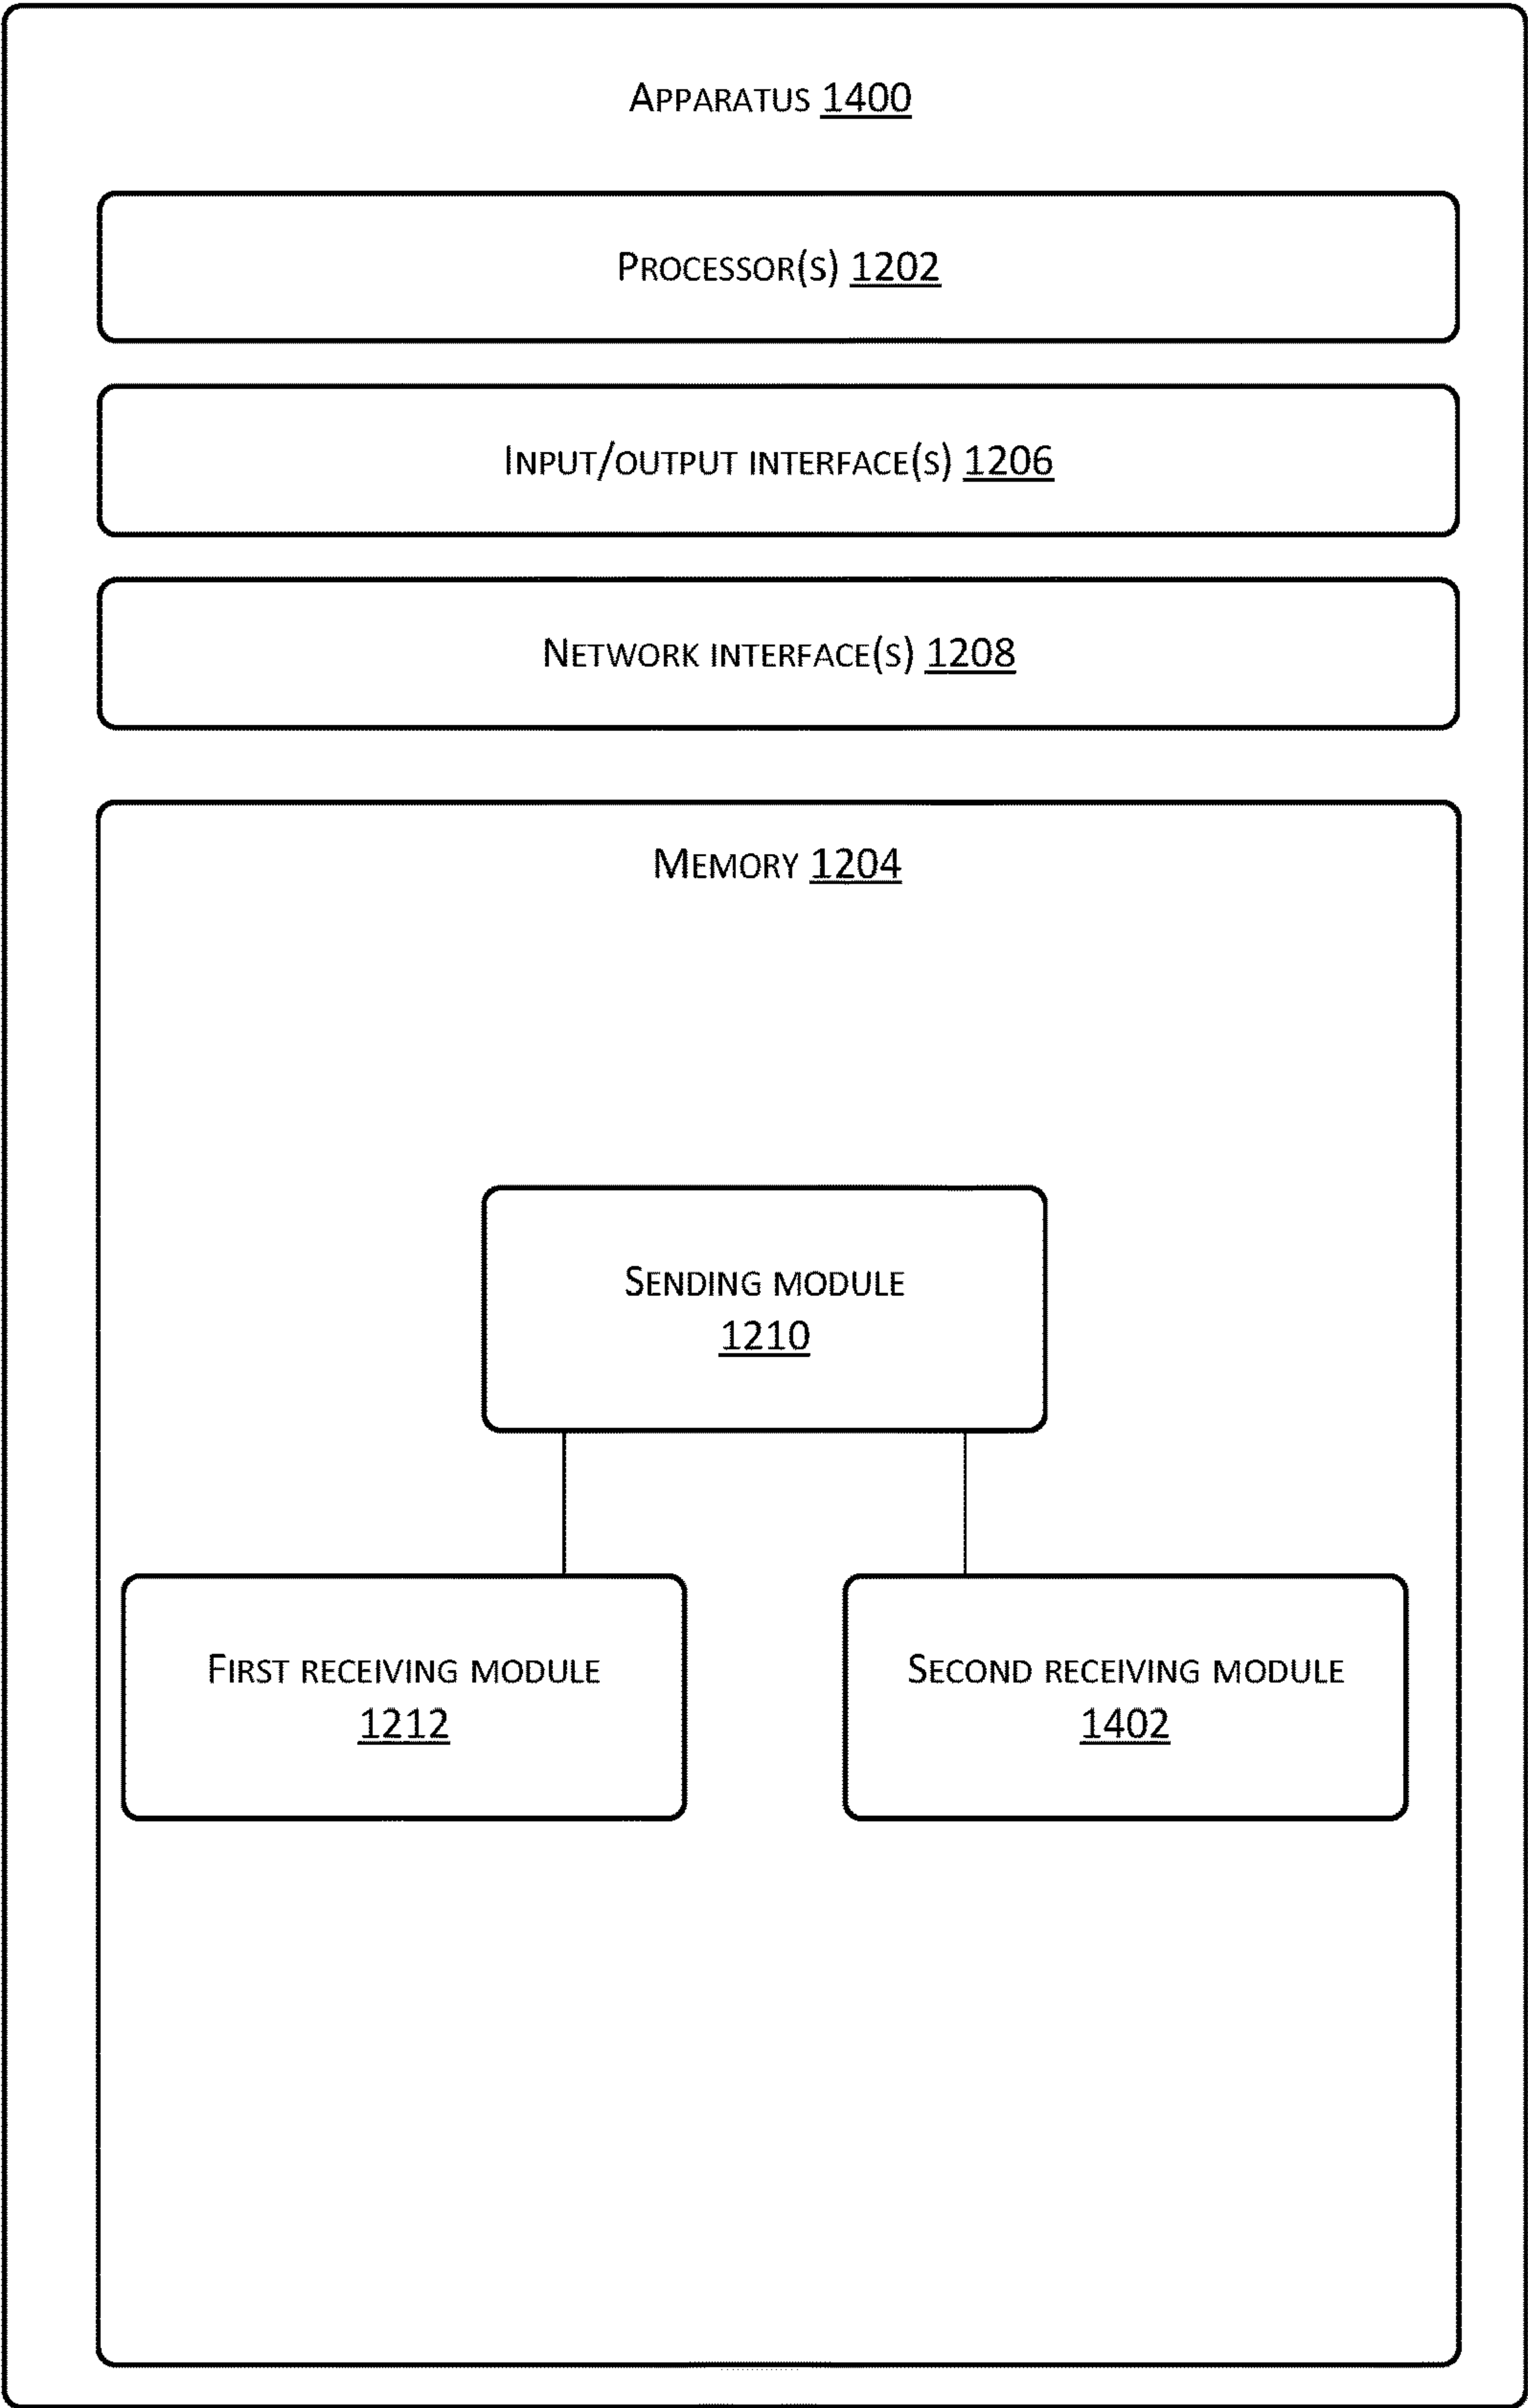 APPARATUS 1400
PROCESSOR(S) 1202
INPUT/OUTPUT INTERFACE(S) 1206
NETWORK INTERFACE(S) 1208
MEMORY 1204
SENDING MODULE
1210
FIRST RECEIVING MODULE
1212
SECOND RECEIVING MODULE
1402